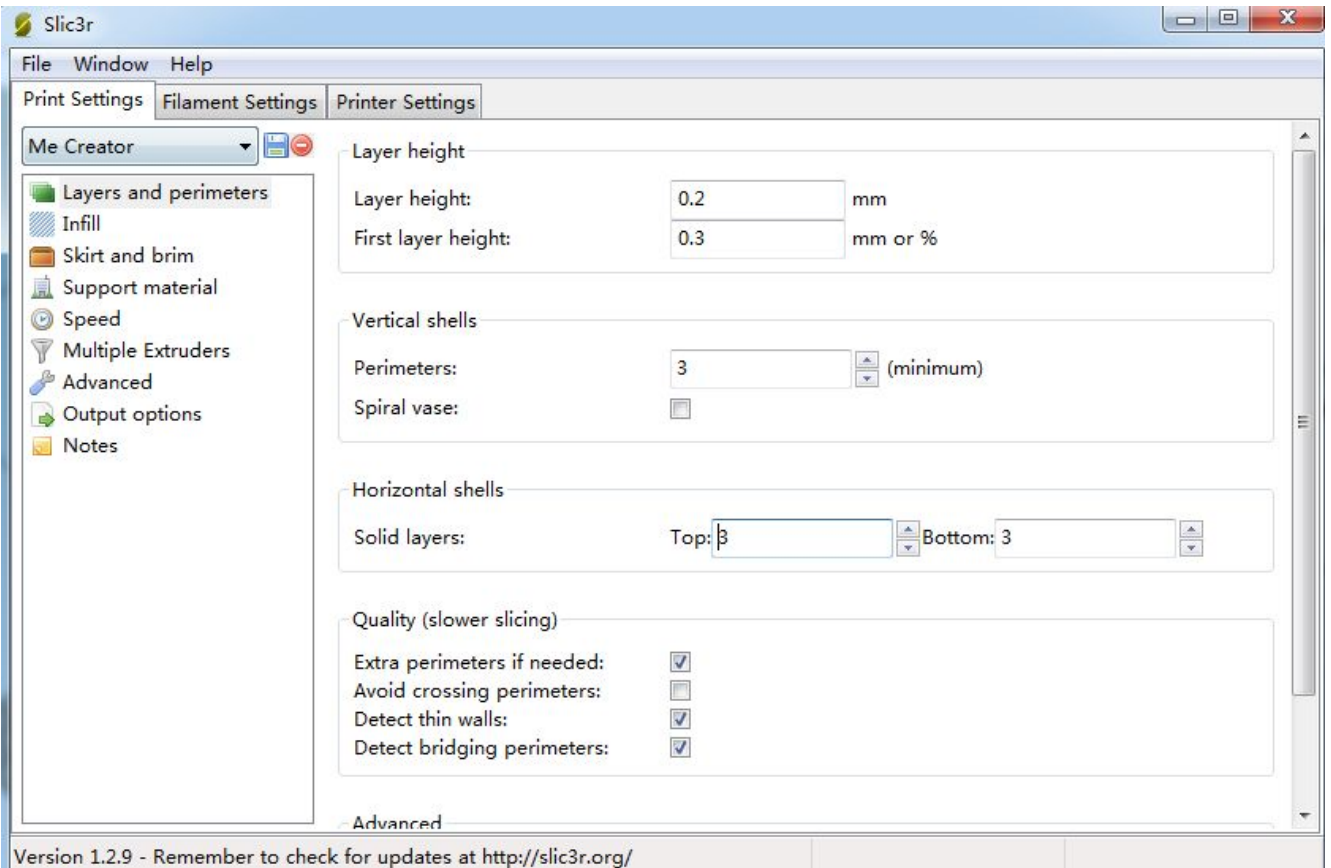 Slic3r
File Window Help
Print Settings Filament Settings Printer Settings
Me Creator
Layers and perimeters
Infill
Skirt and brim
Support material
Speed
Multiple Extruders
Advanced
Output options
Notes
Layer height
Layer height: 0.2 mm
First layer height: 0.3 mm or %
Vertical shells
Perimeters: 3 (minimum)
Spiral vase:
Horizontal shells
Solid layers: Top: 3 Bottom: 3
Quality (slower slicing)
Extra perimeters if needed:
Avoid crossing perimeters:
Detect thin walls:
Detect bridging perimeters:
Advanced
Version 1.2.9 - Remember to check for updates at http://slic3r.org/